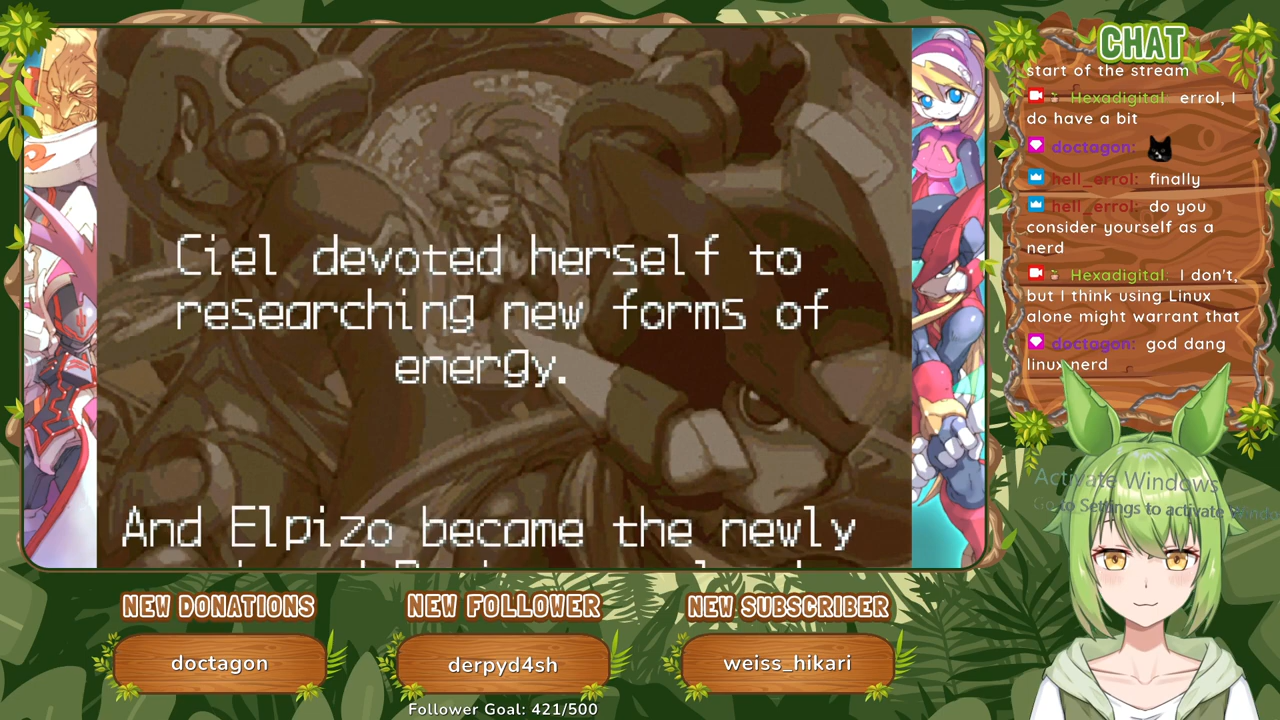 Ciel devoted herself to
researching new forms of
energy.
And Elpizo became the newly
CHAT
start of the stream
Hexadigital: errol, I
do have a bit
doctagon:
hell_errol: finally
hell_errol: do you
consider yourself as a
nerd
Hexadigital: I don't,
but I think using Linux
alone might warrant that
doctagon: god dang
linux nerd
Activate Windows
Go to Settings to activate Windo
NEW DONATIONS
doctagon
NEW FOLLOWER
derpyd4sh
Follower Goal: 421/500
NEW SUBSCRIBER
weiss_hikari